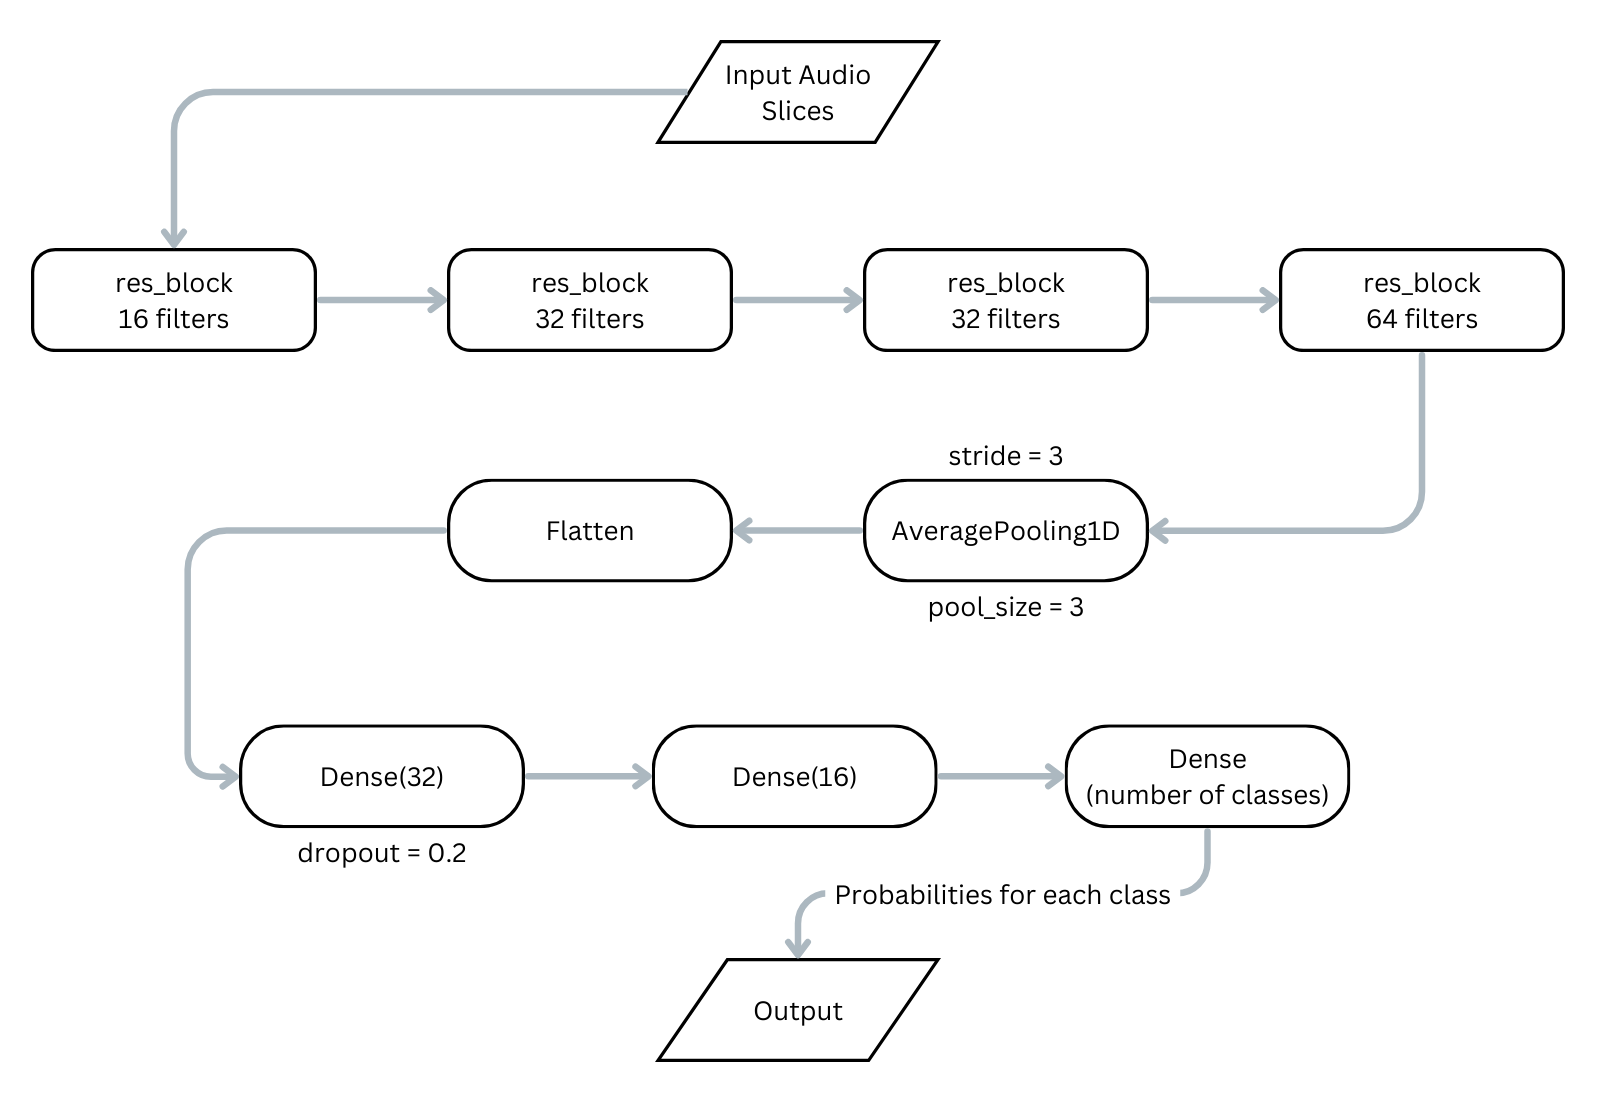 Input Audio
Slices
res_block
16 filters
res_block
32 filters
res_block
32 filters
res_block
64 filters
stride = 3
AveragePooling1D
pool_size = 3
Flatten
Dense(32)
dropout = 0.2
Dense(16)
Dense
(number of classes)
Probabilities for each class
Output